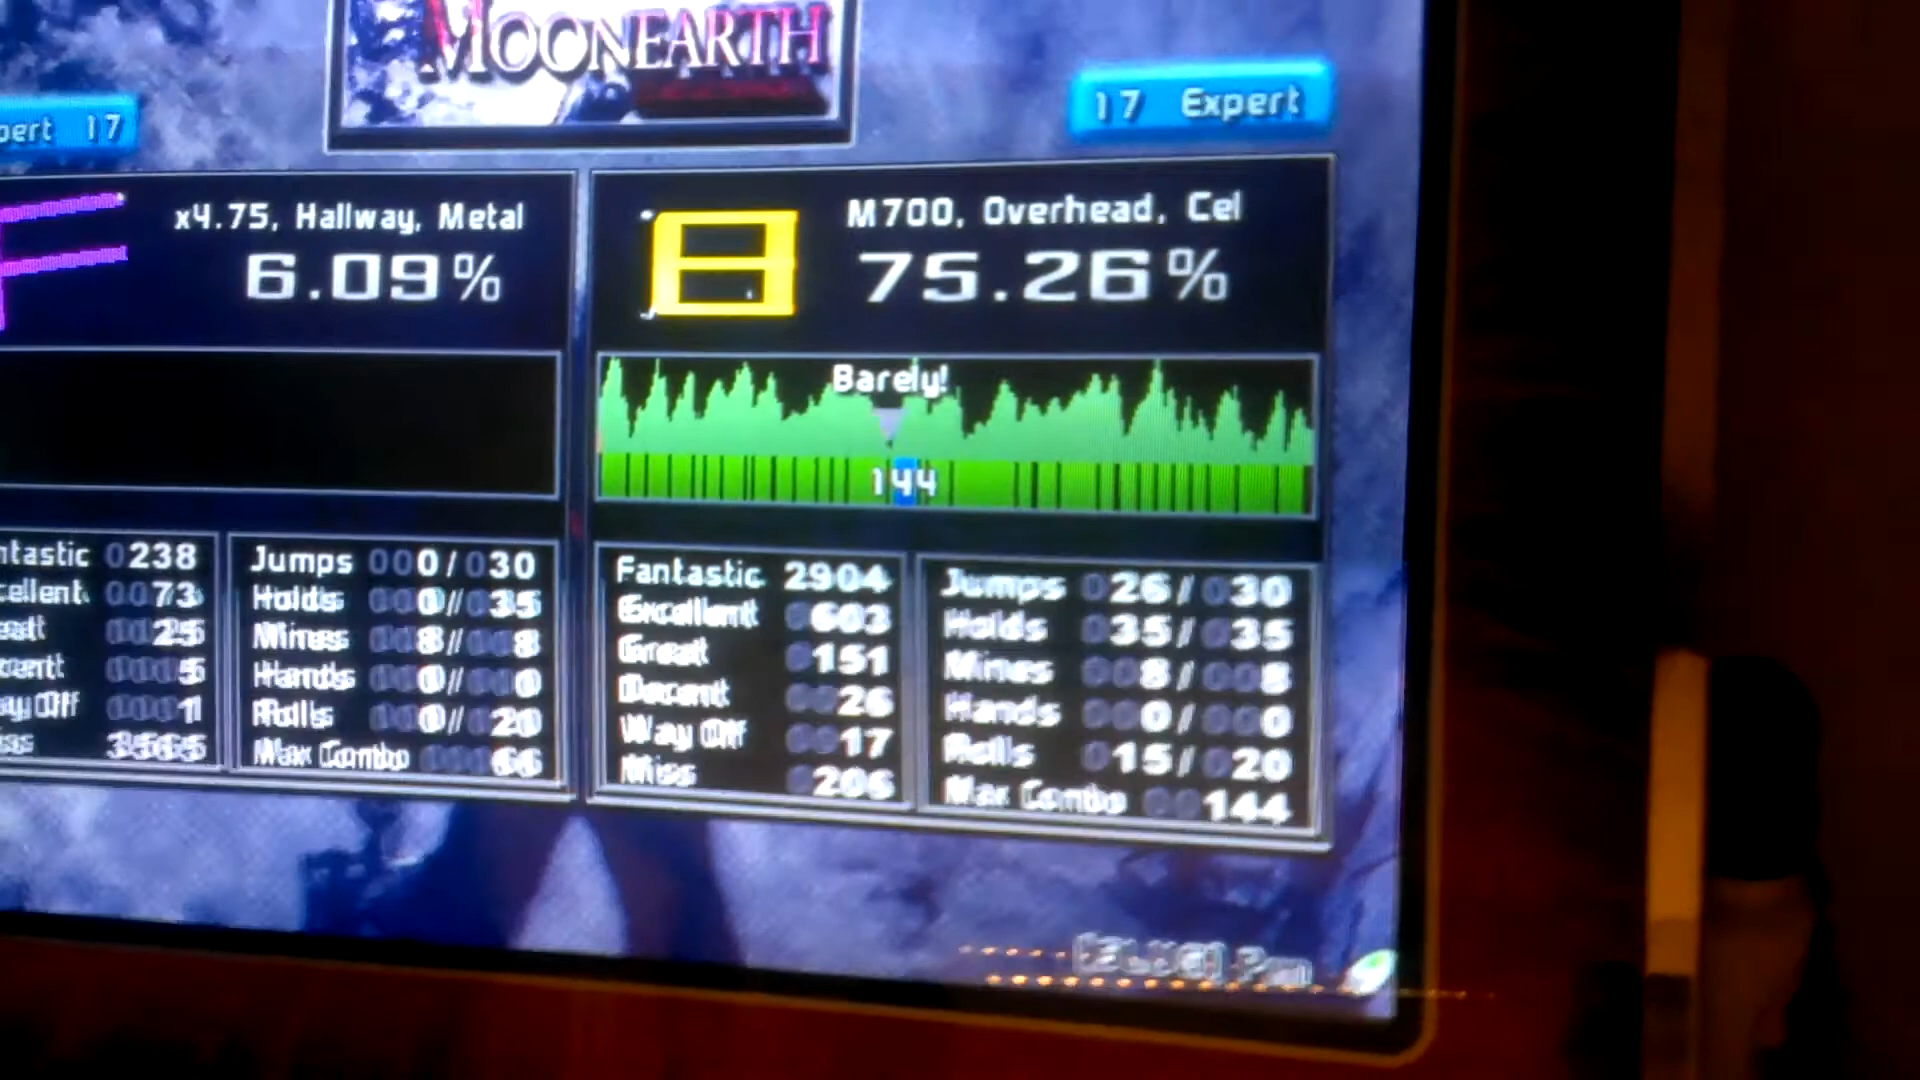 MOONEARTH
pert 17
17 Expert
F
x4.75, Hallway, Metal
6.09%
B
M700, Overhead, Cel
75.26%
Barely!
144
ntastic 0238
cellent 0073
eat 0025
cent 0005
ay Off 0001
ss 3565
Jumps 000/030
Holds 000/035
Mines 008/008
Hands 000/000
Rolls 000/020
Max Combo 00066
Fantastic 2904
Excellent 0603
Great 0151
Decent 0026
Way Off 0017
Miss 0206
Jumps 026/030
Holds 035/035
Mines 008/008
Hands 000/000
Rolls 015/020
Max Combo 00144